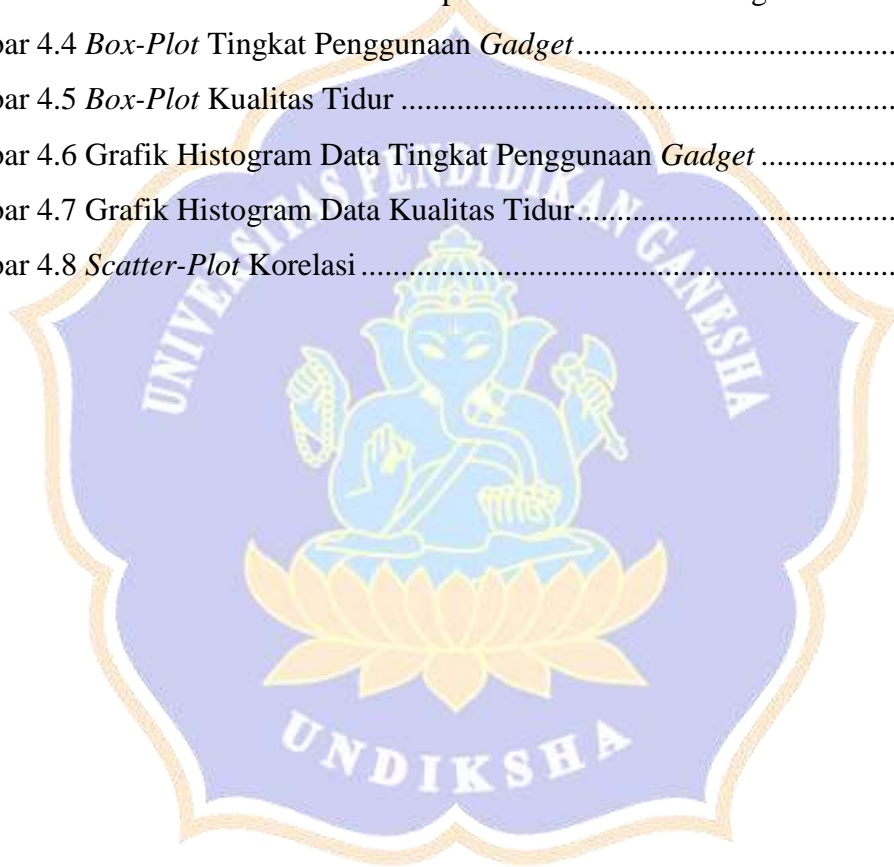 bar 4.4 Box-Plot Tingkat Penggunaan Gadget........................................
bar 4.5 Box-Plot Kualitas Tidur ..............................................................
bar 4.6 Grafik Histogram Data Tingkat Penggunaan Gadget .................
bar 4.7 Grafik Histogram Data Kualitas Tidur........................................
bar 4.8 Scatter-Plot Korelasi...................................................................
UNIVERSITAS PENDIDIKAN GANESHA
UNDIKSHA